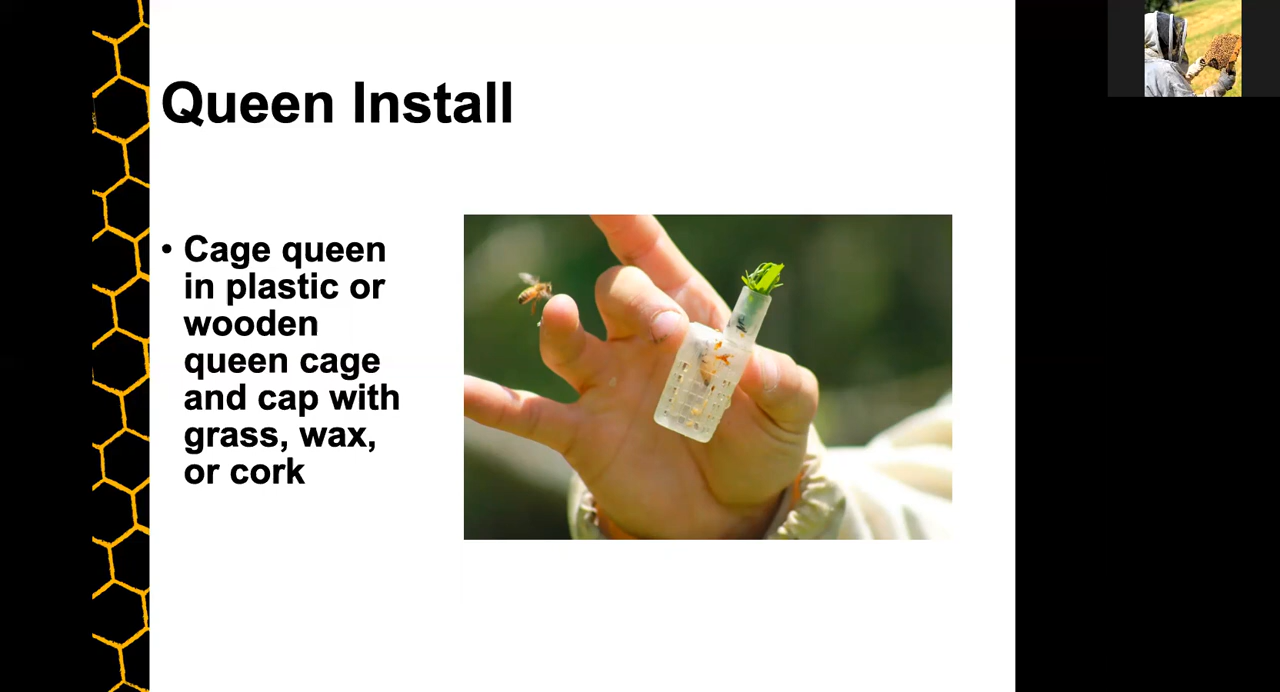 Queen Install
• Cage queen
in plastic or
wooden
queen cage
and cap with
grass, wax,
or cork